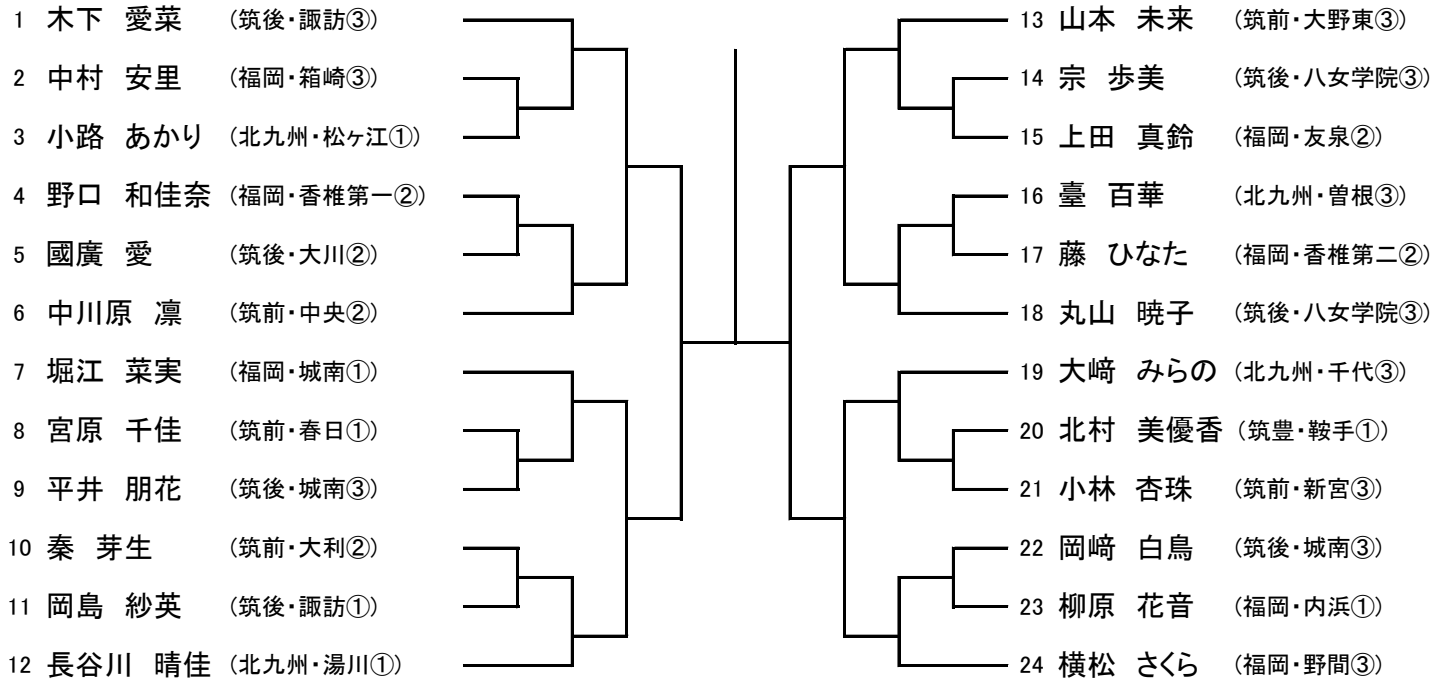 1 木下 愛菜 (筑後・諏訪③)
2 中村 安里 (福岡・箱崎③)
3 小路 あかり (北九州・松ヶ江①)
4 野口 和佳奈 (福岡・香椎第一②)
5 國廣 愛 (筑後・大川②)
6 中川原 凛 (筑前・中央②)
7 堀江 菜実 (福岡・城南①)
8 宮原 千佳 (筑前・春日①)
9 平井 朋花 (筑後・城南③)
10 秦 芽生 (筑前・大利②)
11 岡島 紗英 (筑後・諏訪①)
12 長谷川 晴佳 (北九州・湯川①)
13 山本 未来 (筑前・大野東③)
14 宗 歩美 (筑後・八女学院③)
15 上田 真鈴 (福岡・友泉②)
16 臺 百華 (北九州・曽根③)
17 藤 ひなた (福岡・香椎第二②)
18 丸山 暁子 (筑後・八女学院③)
19 大﨑 みらの (北九州・千代③)
20 北村 美優香 (筑豊・鞍手①)
21 小林 杏珠 (筑前・新宮③)
22 岡﨑 白鳥 (筑後・城南③)
23 柳原 花音 (福岡・内浜①)
24 横松 さくら (福岡・野間③)